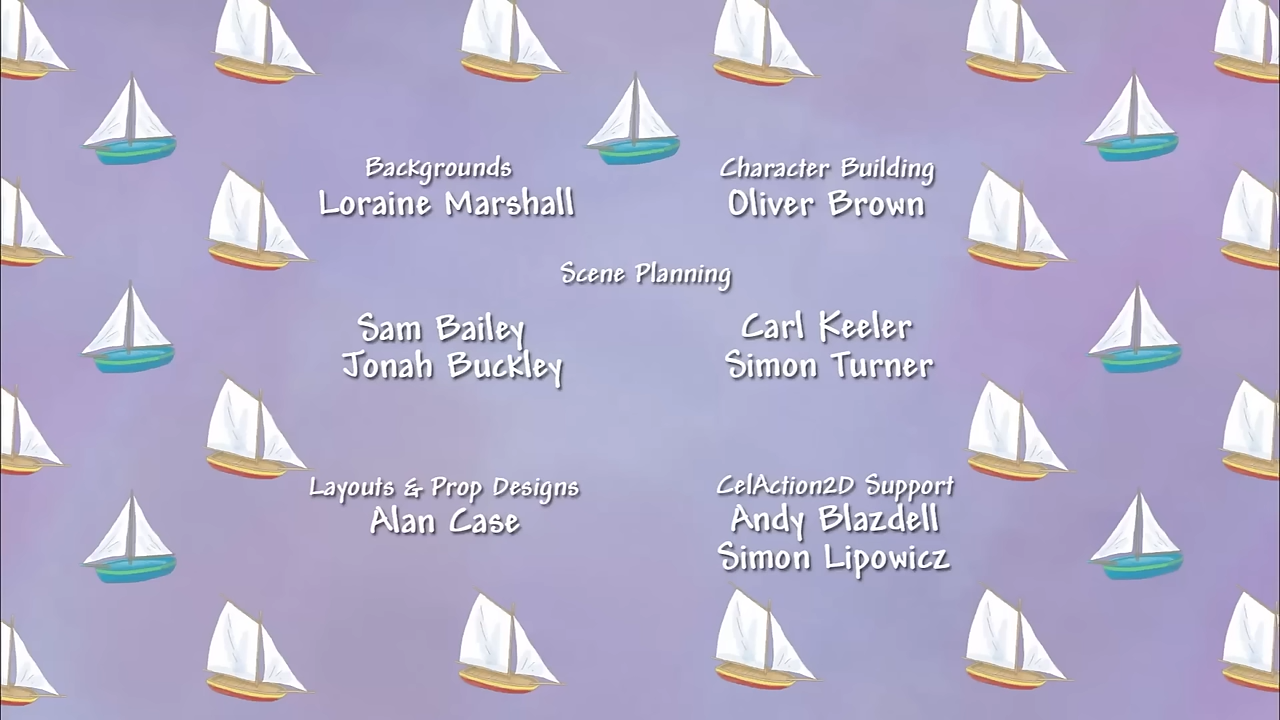 Backgrounds
Loraine Marshall
Character Building
Oliver Brown
Scene Planning
Sam Bailey
Jonah Buckley
Carl Keeler
Simon Turner
Layouts & Prop Designs
Alan Case
CelAction2D Support
Andy Blazdell
Simon Lipowicz